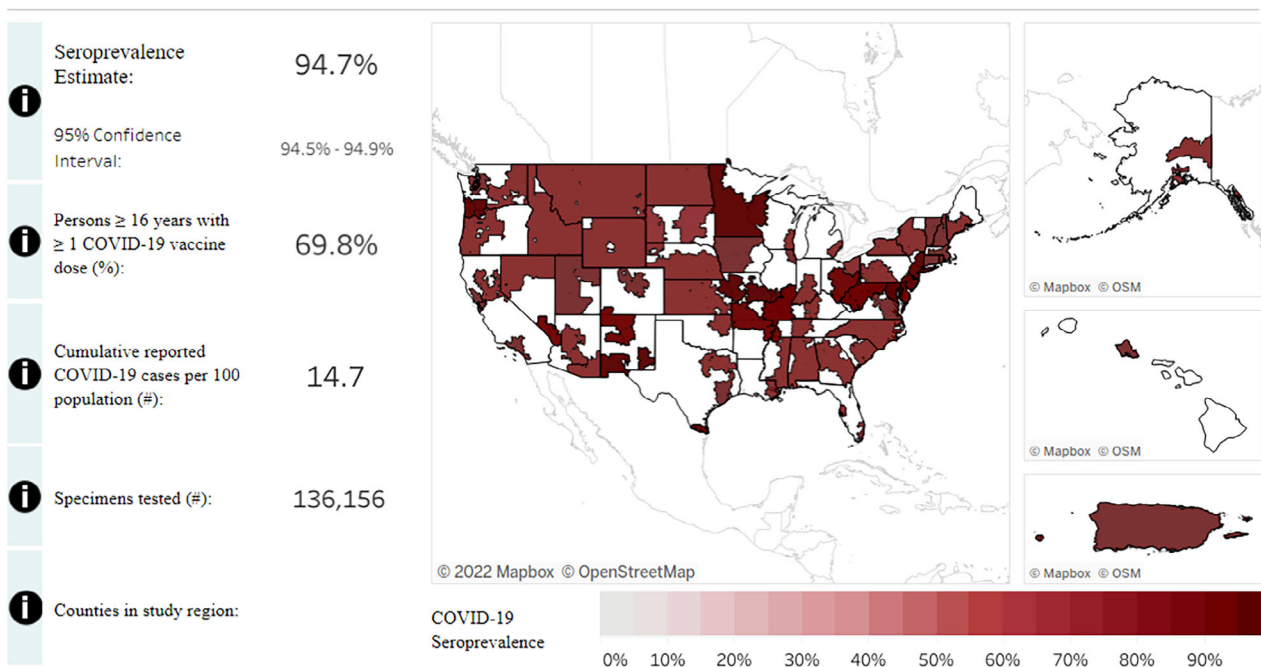 Seroprevalence
Estimate:
94.7%
95% Confidence
Interval:
94.5% - 94.9%
Persons ≥ 16 years with
≥ 1 COVID-19 vaccine
dose (%):
69.8%
Cumulative reported
COVID-19 cases per 100
population (#):
14.7
Specimens tested (#):
136,156
Counties in study region:
© 2022 Mapbox © OpenStreetMap
© Mapbox © OSM
© Mapbox © OSM
© Mapbox © OSM
COVID-19
Seroprevalence
0% 10% 20% 30% 40% 50% 60% 70% 80% 90%